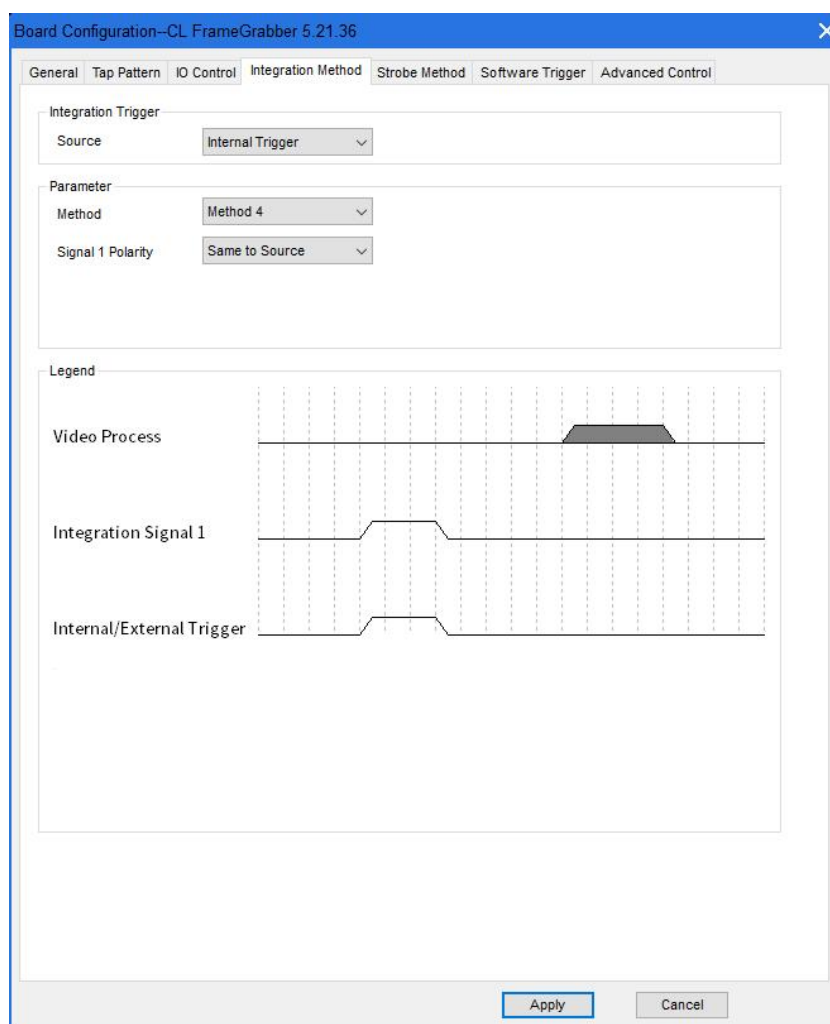 Board Configuration--CL FrameGrabber 5.21.36
General Tap Pattern IO Control Integration Method Strobe Method Software Trigger Advanced Control
Integration Trigger
Source Internal Trigger
Parameter
Method Method 4
Signal 1 Polarity Same to Source
Legend
Video Process
Integration Signal 1
Internal/External Trigger
Apply Cancel